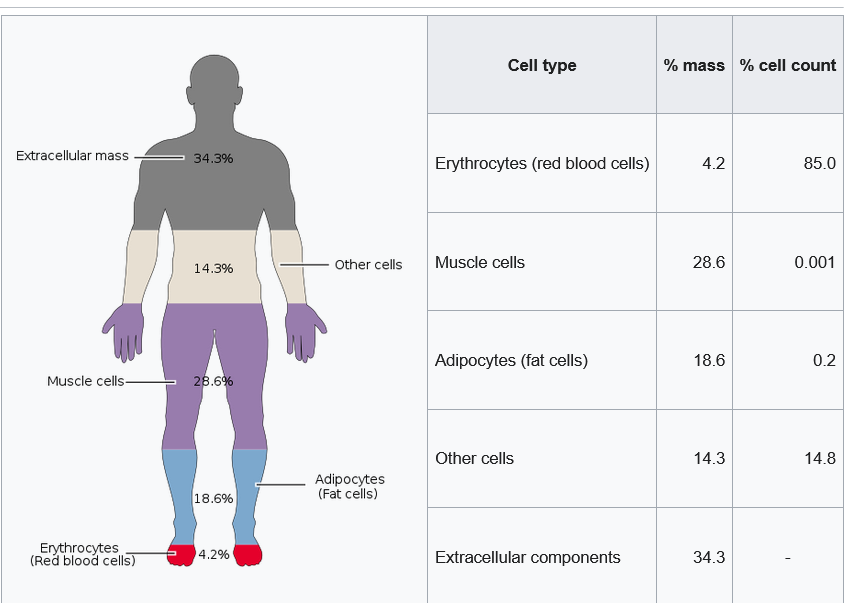 Extracellular mass
34.3%
14.3%
Other cells
Muscle cells
28.6%
Adipocytes
(Fat cells)
18.6%
Erythrocytes
(Red blood cells)
4.2%
Cell type % mass % cell count
Erythrocytes (red blood cells) 4.2 85.0
Muscle cells 28.6 0.001
Adipocytes (fat cells) 18.6 0.2
Other cells 14.3 14.8
Extracellular components 34.3 -